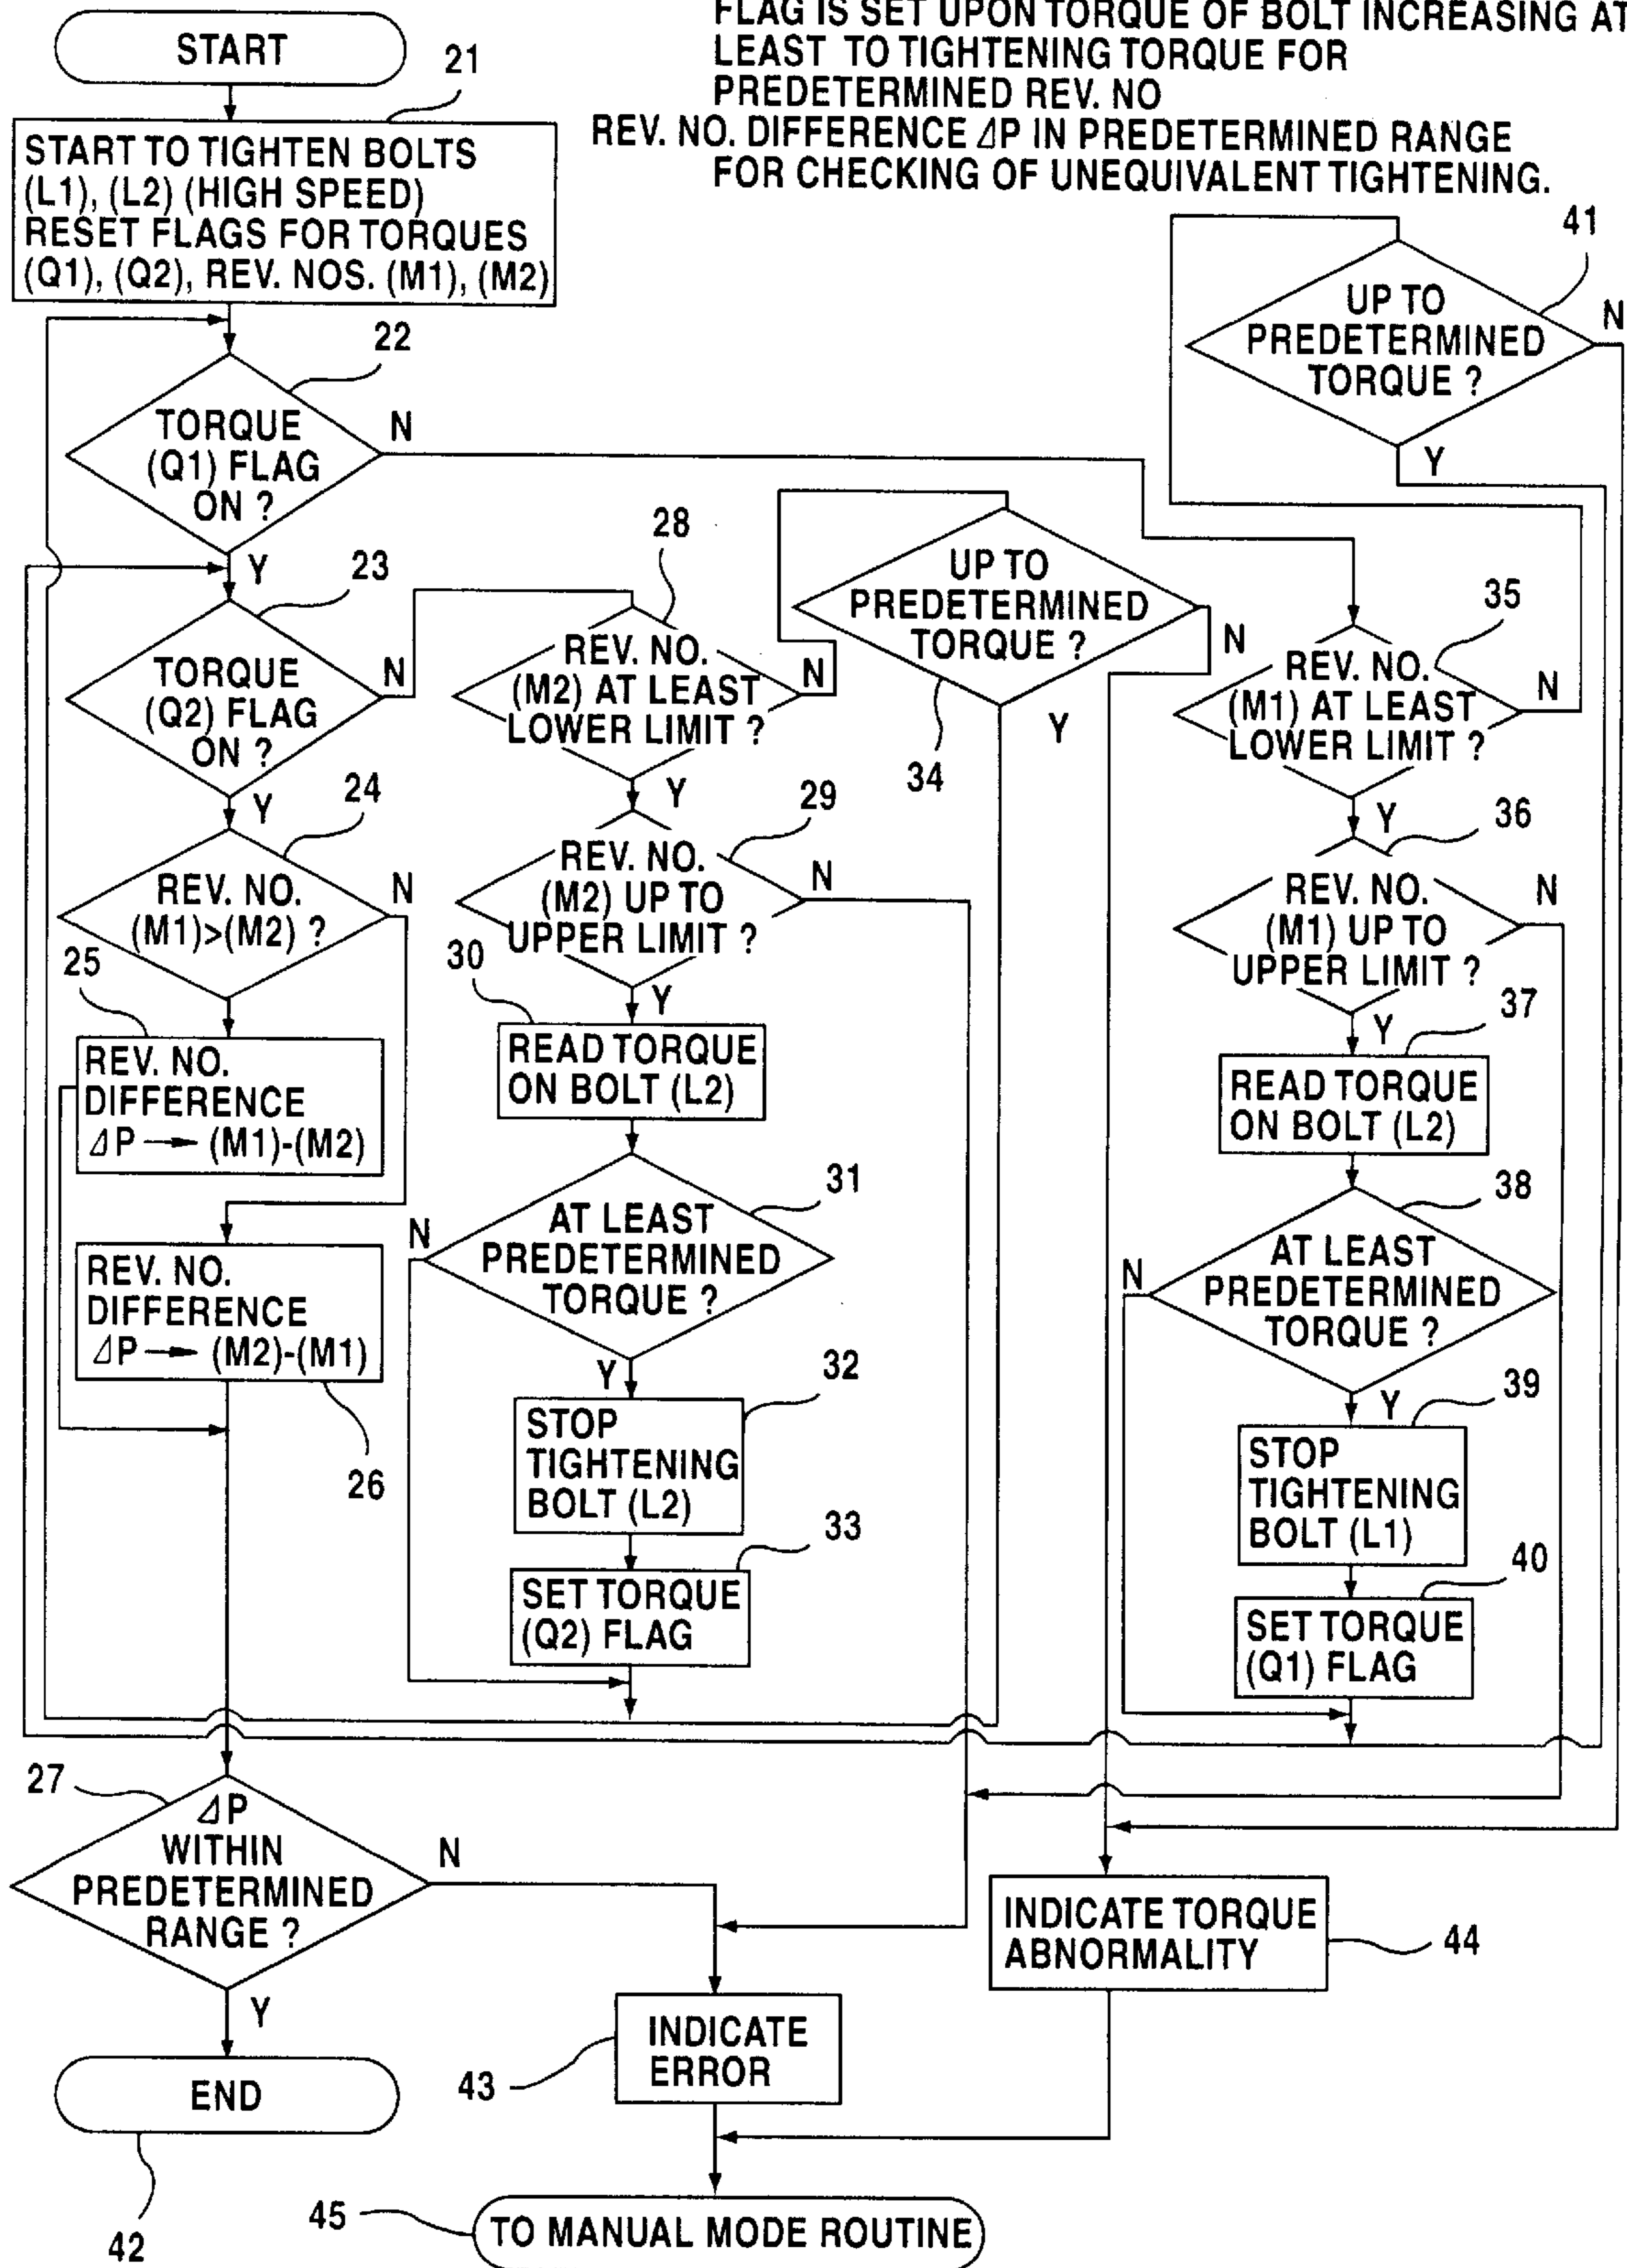 FLAG IS SET UPON TORQUE OF BOLT INCREASING AT
LEAST TO TIGHTENING TORQUE FOR
PREDETERMINED REV. NO
REV. NO. DIFFERENCE ⊿P IN PREDETERMINED RANGE
FOR CHECKING OF UNEQUIVALENT TIGHTENING.
START
21
START TO TIGHTEN BOLTS
(L1), (L2) (HIGH SPEED)
RESET FLAGS FOR TORQUES
(Q1), (Q2), REV. NOS. (M1), (M2)
22
TORQUE
(Q1) FLAG
ON ?
N
Y
23
TORQUE
(Q2) FLAG
ON ?
N
Y
24
REV. NO.
(M1)>(M2) ?
N
25
REV. NO.
DIFFERENCE
⊿P → (M1)-(M2)
REV. NO.
DIFFERENCE
⊿P → (M2)-(M1)
26
27
⊿P
WITHIN
PREDETERMINED
RANGE ?
N
Y
END
42
28
REV. NO.
(M2) AT LEAST
LOWER LIMIT ?
N
Y
29
REV. NO.
(M2) UP TO
UPPER LIMIT ?
N
Y
30
READ TORQUE
ON BOLT (L2)
31
AT LEAST
PREDETERMINED
TORQUE ?
N
Y
32
STOP
TIGHTENING
BOLT (L2)
33
SET TORQUE
(Q2) FLAG
UP TO
PREDETERMINED
TORQUE ?
N
Y
34
35
REV. NO.
(M1) AT LEAST
LOWER LIMIT ?
N
Y
36
REV. NO.
(M1) UP TO
UPPER LIMIT ?
N
Y
37
READ TORQUE
ON BOLT (L2)
38
AT LEAST
PREDETERMINED
TORQUE ?
N
Y
39
STOP
TIGHTENING
BOLT (L1)
40
SET TORQUE
(Q1) FLAG
41
UP TO
PREDETERMINED
TORQUE ?
N
Y
INDICATE TORQUE
ABNORMALITY
44
INDICATE
ERROR
43
45
TO MANUAL MODE ROUTINE